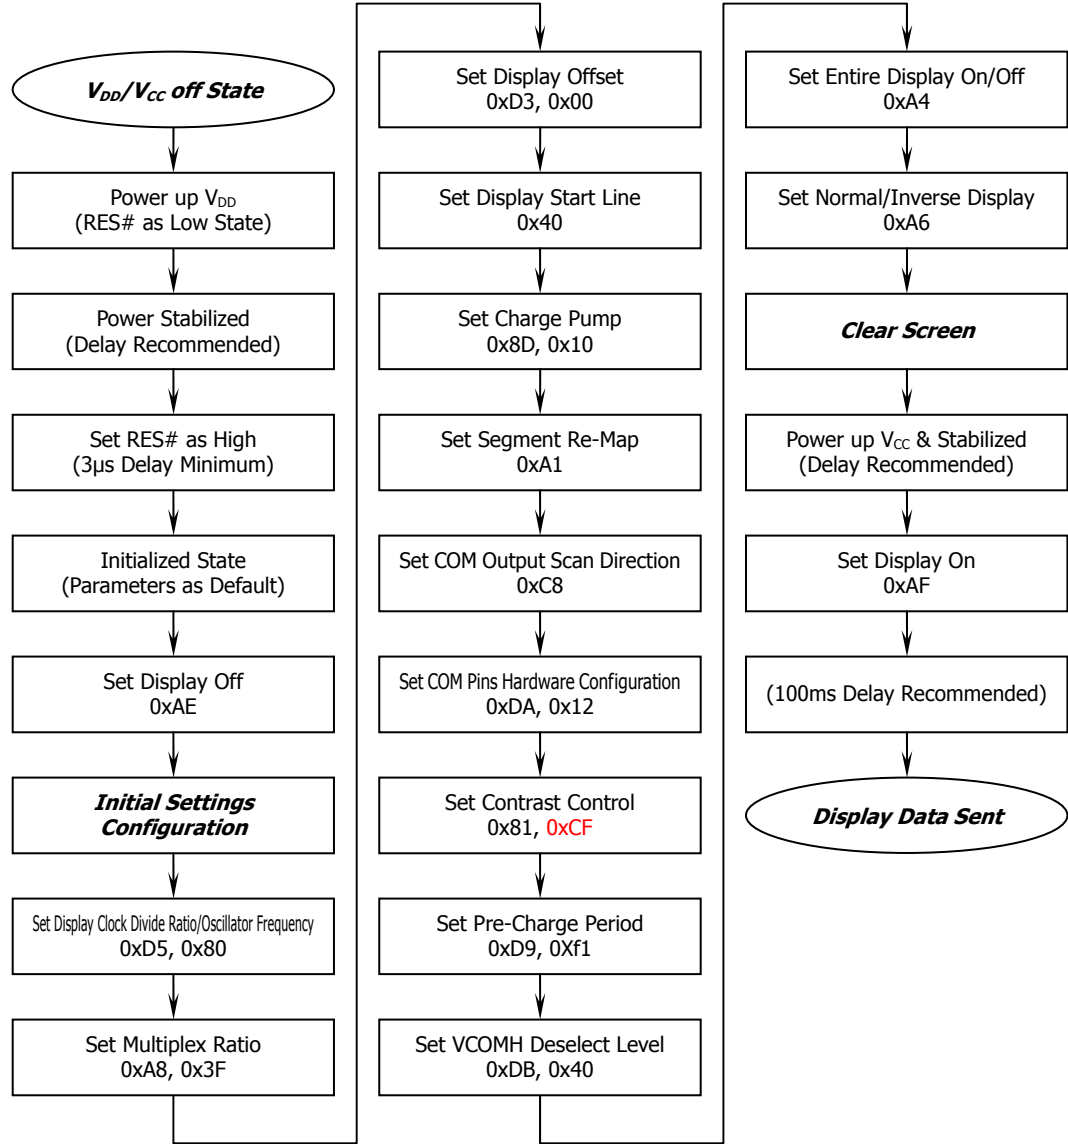 V_DD/V_CC off State
Power up V_DD
(RES# as Low State)
Power Stabilized
(Delay Recommended)
Set RES# as High
(3μs Delay Minimum)
Initialized State
(Parameters as Default)
Set Display Off
0xAE
Initial Settings
Configuration
Set Display Clock Divide Ratio/Oscillator Frequency
0xD5, 0x80
Set Multiplex Ratio
0xA8, 0x3F
Set Display Offset
0xD3, 0x00
Set Display Start Line
0x40
Set Charge Pump
0x8D, 0x10
Set Segment Re-Map
0xA1
Set COM Output Scan Direction
0xC8
Set COM Pins Hardware Configuration
0xDA, 0x12
Set Contrast Control
0x81, 0xCF
Set Pre-Charge Period
0xD9, 0Xf1
Set VCOMH Deselect Level
0xDB, 0x40
Set Entire Display On/Off
0xA4
Set Normal/Inverse Display
0xA6
Clear Screen
Power up V_CC & Stabilized
(Delay Recommended)
Set Display On
0xAF
(100ms Delay Recommended)
Display Data Sent